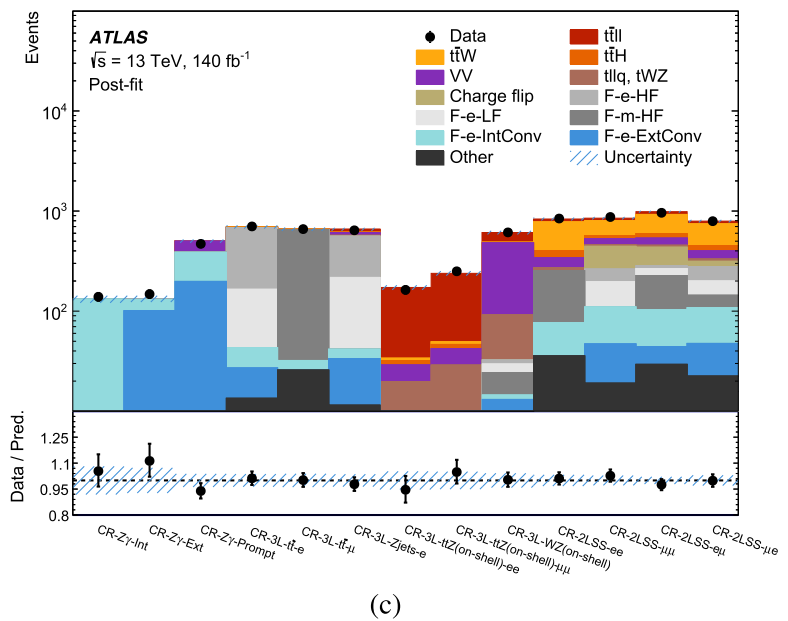 Events
ATLAS
√s = 13 TeV, 140 fb⁻¹
Post-fit
Data
tt̄ll
tt̄W
tt̄H
VV
tllq, tWZ
Charge flip
F-e-HF
F-e-LF
F-m-HF
F-e-IntConv
F-e-ExtConv
Other
Uncertainty
10⁴
10³
10²
Data / Pred.
1.25
1.1
0.95
0.8
CR-Zγ-Int
CR-Zγ-Ext
CR-Zγ-Prompt
CR-3L-tt̄-e
CR-3L-tt̄-μ
CR-3L-Zjets-e
CR-3L-ttZ(on-shell)-ee
CR-3L-ttZ(on-shell)-μμ
CR-3L-WZ(on-shell)
CR-2LSS-ee
CR-2LSS-μμ
CR-2LSS-eμ
CR-2LSS-μe
(c)